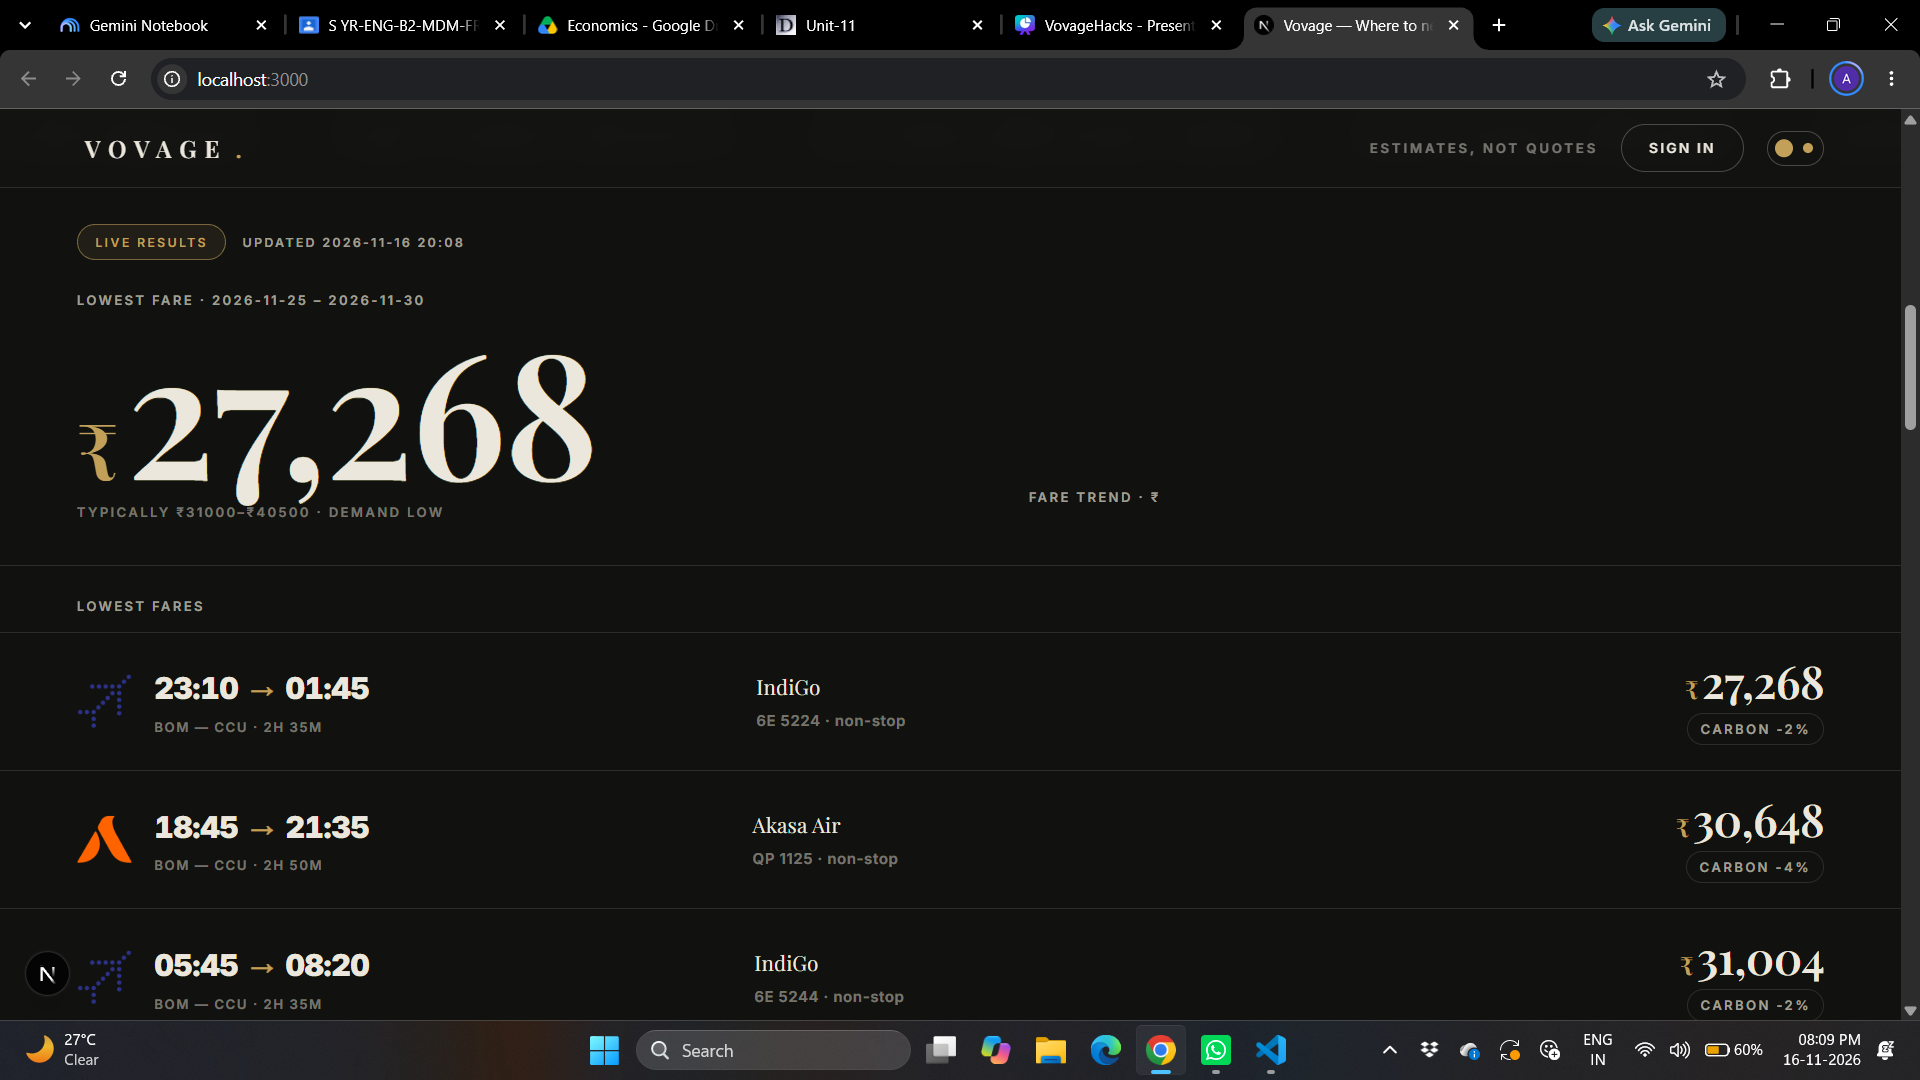 Gemini Notebook
S YR-ENG-B2-MDM-FR
Economics - Google D
Unit-11
VovageHacks - Present
Vovage — Where to n
Ask Gemini
localhost:3000
A
VOVAGE .
ESTIMATES, NOT QUOTES
SIGN IN
LIVE RESULTS
UPDATED 2026-11-16 20:08
LOWEST FARE · 2026-11-25 – 2026-11-30
₹27,268
TYPICALLY ₹31000–₹40500 · DEMAND LOW
FARE TREND · ₹
LOWEST FARES
23:10 → 01:45
IndiGo
₹27,268
BOM — CCU · 2H 35M
6E 5224 · non-stop
CARBON -2%
18:45 → 21:35
Akasa Air
₹30,648
BOM — CCU · 2H 50M
QP 1125 · non-stop
CARBON -4%
05:45 → 08:20
IndiGo
₹31,004
BOM — CCU · 2H 35M
6E 5244 · non-stop
CARBON -2%
N
27°C
Clear
Search
ENG
IN
60%
08:09 PM
16-11-2026